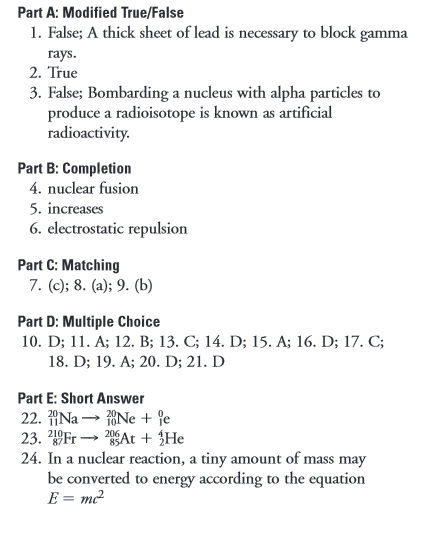 Part A: Modified True/False
1. False; A thick sheet of lead is necessary to block gamma
rays.
2. True
3. False; Bombarding a nucleus with alpha particles to
produce a radioisotope is known as artificial
radioactivity.
Part B: Completion
4. nuclear fusion
5. increases
6. electrostatic repulsion
Part C: Matching
7. (c); 8. (a); 9. (b)
Part D: Multiple Choice
10. D; 11. A; 12. B; 13. C; 14. D; 15. A; 16. D; 17. C;
18. D; 19. A; 20. D; 21. D
Part E: Short Answer
22. ²⁰₁₁Na → ²⁰₁₀Ne + ⁰₁e
23. ²¹⁰₈₇Fr → ²⁰⁶₈₅At + ⁴₂He
24. In a nuclear reaction, a tiny amount of mass may
be converted to energy according to the equation
E = mc²